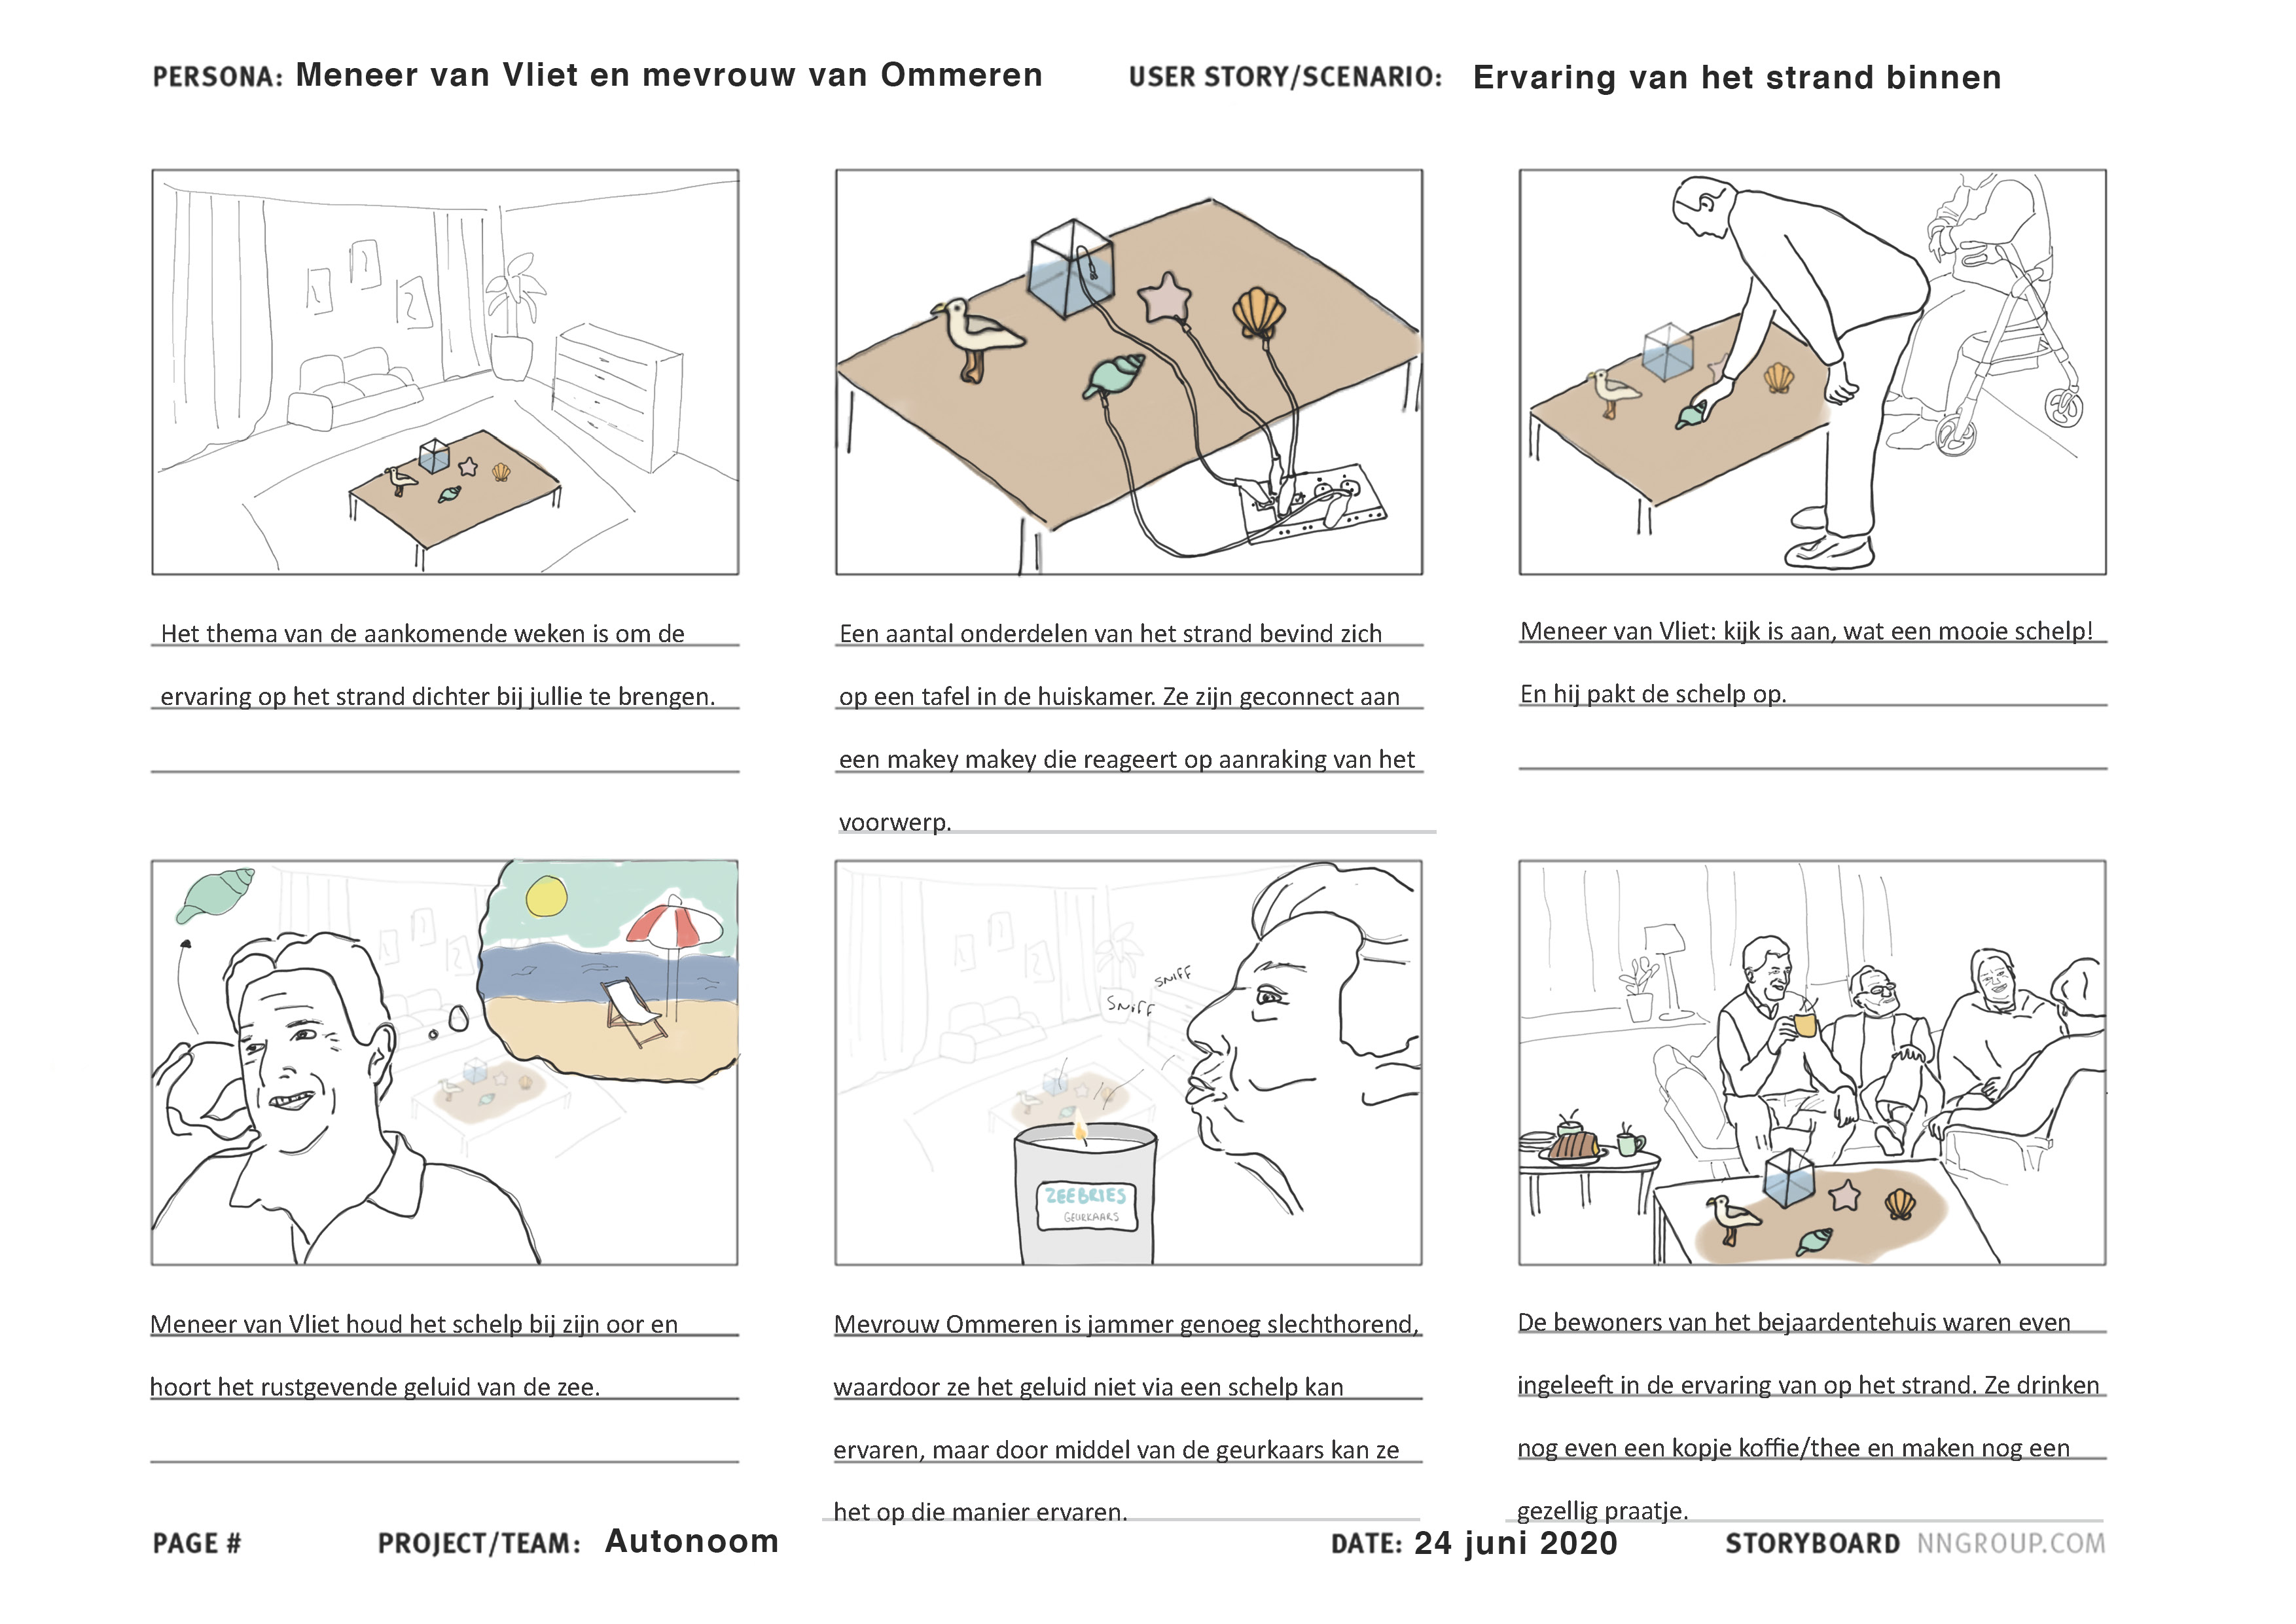 PERSONA: Meneer van Vliet en mevrouw van Ommeren
USER STORY/SCENARIO: Ervaring van het strand binnen
Het thema van de aankomende weken is om de
ervaring op het strand dichter bij jullie te brengen.
Een aantal onderdelen van het strand bevind zich
op een tafel in de huiskamer. Ze zijn geconnect aan
een makey makey die reageert op aanraking van het
voorwerp.
Meneer van Vliet: kijk is aan, wat een mooie schelp!
En hij pakt de schelp op.
SNIFF
SNIFF
ZEEBRIES
GEURKAARS
Meneer van Vliet houd het schelp bij zijn oor en
hoort het rustgevende geluid van de zee.
Mevrouw Ommeren is jammer genoeg slechthorend,
waardoor ze het geluid niet via een schelp kan
ervaren, maar door middel van de geurkaars kan ze
het op die manier ervaren.
De bewoners van het bejaardentehuis waren even
ingeleeft in de ervaring van op het strand. Ze drinken
nog even een kopje koffie/thee en maken nog een
gezellig praatje.
PAGE #
PROJECT/TEAM: Autonoom
DATE: 24 juni 2020
STORYBOARD NNGROUP.COM